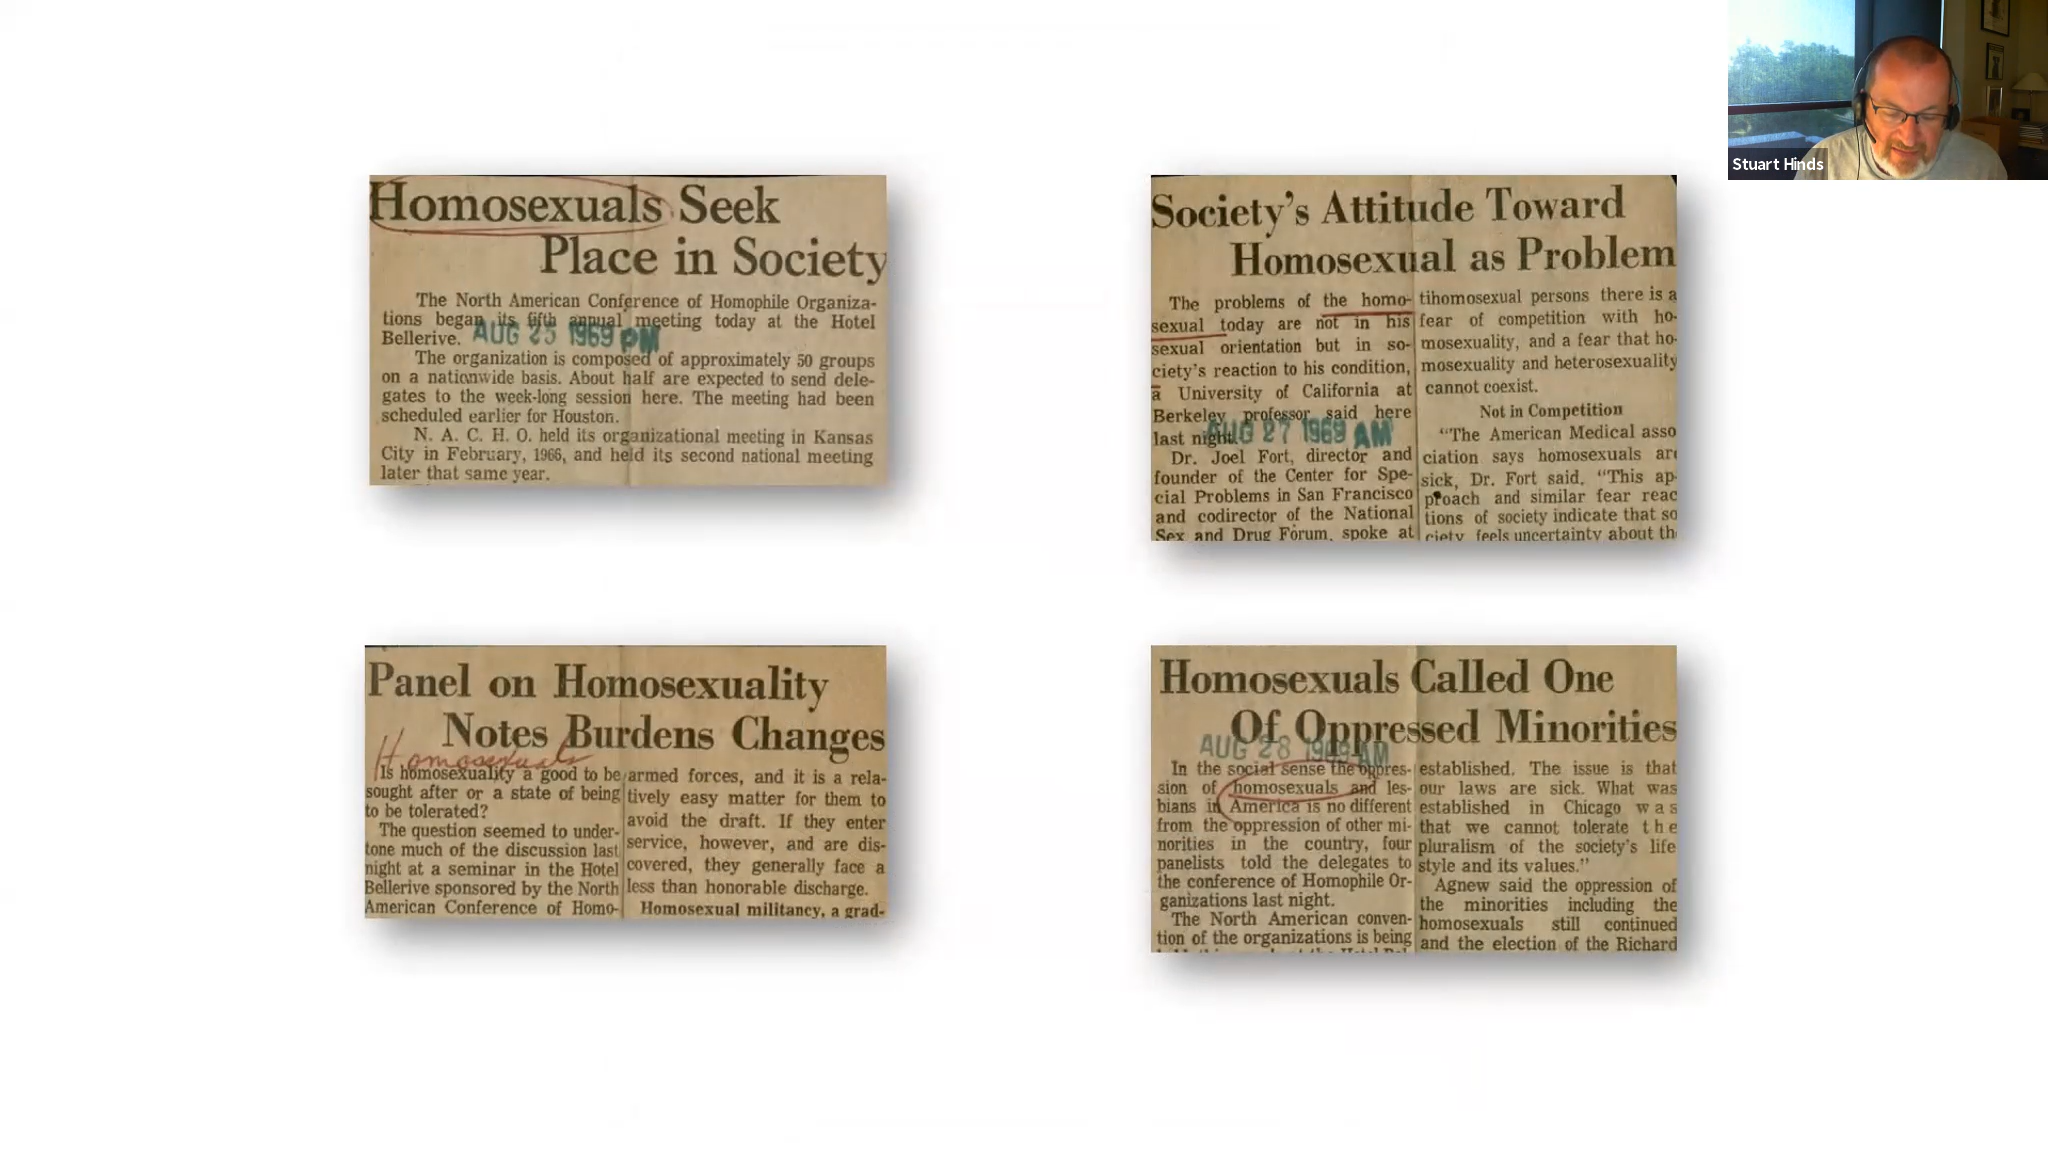 Stuart Hinds
Homosexuals Seek
Place in Society
The North American Conference of Homophile Organiza-
tions began its fifth annual meeting today at the Hotel
Bellerive.
AUG 25 1969 PM
The organization is composed of approximately 50 groups
on a nationwide basis. About half are expected to send dele-
gates to the week-long session here. The meeting had been
scheduled earlier for Houston.
N. A. C. H. O. held its organizational meeting in Kansas
City in February, 1966, and held its second national meeting
later that same year.
Society's Attitude Toward
Homosexual as Problem
The problems of the homo-
sexual today are not in his
sexual orientation but in so-
ciety's reaction to his condition,
a University of California at
Berkeley professor said here
last night.
AUG 27 1969 AM
Dr. Joel Fort, director and
founder of the Center for Spe-
cial Problems in San Francisco
and codirector of the National
Sex and Drug Forum, spoke at
tihomosexual persons there is a
fear of competition with ho-
mosexuality, and a fear that ho-
mosexuality and heterosexuality
cannot coexist.
Not in Competition
"The American Medical asso
ciation says homosexuals are
sick, Dr. Fort said, "This ap-
proach and similar fear reac
tions of society indicate that so
ciety feels uncertainty about th
Panel on Homosexuality
Notes Burdens Changes
Homosexuals
Is homosexuality a good to be
sought after or a state of being
to be tolerated?
The question seemed to under-
tone much of the discussion last
night at a seminar in the Hotel
Bellerive sponsored by the North
American Conference of Homo-
armed forces, and it is a rela-
tively easy matter for them to
avoid the draft. If they enter
service, however, and are dis-
covered, they generally face a
less than honorable discharge.
Homosexual militancy, a grad-
Homosexuals Called One
Of Oppressed Minorities
AUG 28 1969 AM
In the social sense the oppres-
sion of homosexuals and les-
bians in America is no different
from the oppression of other mi-
norities in the country, four
panelists told the delegates to
the conference of Homophile Or-
ganizations last night.
The North American conven-
tion of the organizations is being
established. The issue is that
our laws are sick. What was
established in Chicago was
that we cannot tolerate the
pluralism of the society's life
style and its values."
Agnew said the oppression of
the minorities including the
homosexuals still continued
and the election of the Richard